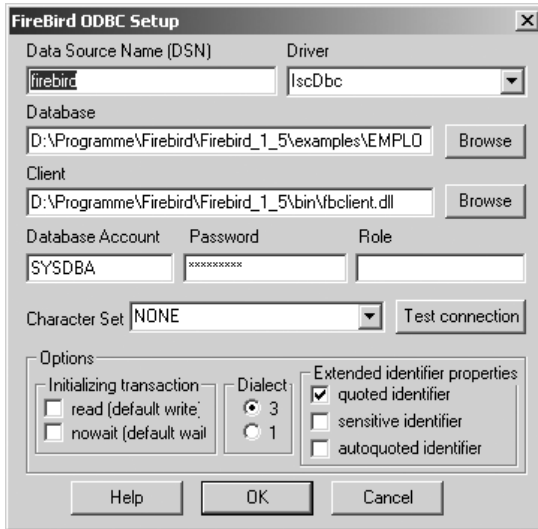 FireBird ODBC Setup
Data Source Name (DSN) Driver
firebird IscDbc
Database
D:\Programme\Firebird\Firebird_1_5\examples\EMPLO Browse
Client
D:\Programme\Firebird\Firebird_1_5\bin\fbclient.dll Browse
Database Account Password Role
SYSDBA ×××××××××
Character Set NONE Test connection
Options
Initializing transaction Dialect Extended identifier properties
read (default write) 3 quoted identifier
nowait (default wait 1 sensitive identifier
autoquoted identifier
Help OK Cancel